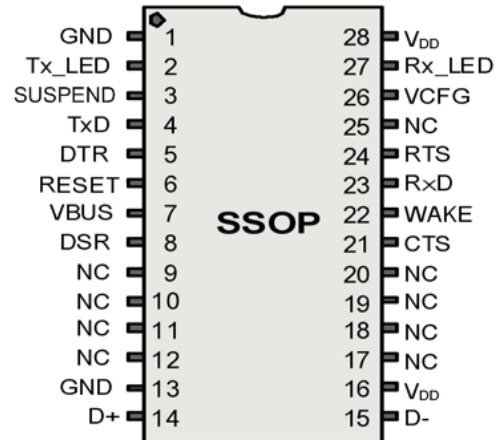 GND 1 28 VDD
Tx_LED 2 27 Rx_LED
SUSPEND 3 26 VCFG
TxD 4 25 NC
DTR 5 24 RTS
RESET 6 23 RxD
VBUS 7 22 WAKE
SSOP
DSR 8 21 CTS
NC 9 20 NC
NC 10 19 NC
NC 11 18 NC
NC 12 17 NC
GND 13 16 VDD
D+ 14 15 D-